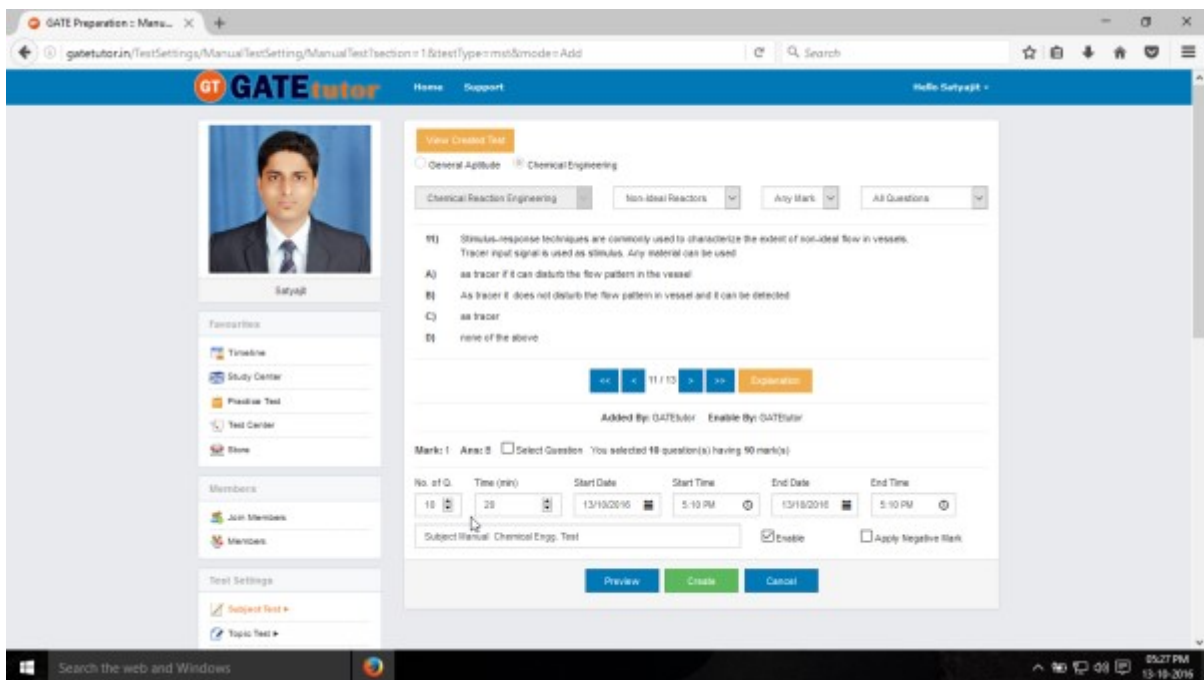 GATE Preparation :: Manu...
gatetutor.in/TestSettings/ManualTestSetting/ManualTest?section=1&testType=mst&mode=Add
Search
GT GATEtutor
Home Support
Hello Satyajit
View Created Test
General Aptitude Chemical Engineering
Chemical Reaction Engineering Non-ideal Reactors Any Mark All Questions
11) Stimulus-response techniques are commonly used to characterize the extent of non-ideal flow in vessels.
Tracer input signal is used as stimulus. Any material can be used
A) as tracer if it can disturb the flow pattern in the vessel
B) As tracer it does not disturb the flow pattern in vessel and it can be detected
C) as tracer
D) none of the above
<< < 11 / 13 > >> Explanation
Added By: GATEtutor Enable By: GATEtutor
Mark: 1 Ans: B Select Question You selected 10 question(s) having 10 mark(s)
No. of Q. Time (min) Start Date Start Time End Date End Time
10 20 13/10/2016 5:10 PM 13/10/2016 5:10 PM
Subject Manual Chemical Engg. Test Enable Apply Negative Mark
Preview Create Cancel
Satyajit
Favourites
Timeline
Study Center
Practise Test
Test Center
Store
Members
Join Members
Members
Test Settings
Subject Test
Topic Test
Search the web and Windows
05:27 PM
13-10-2016